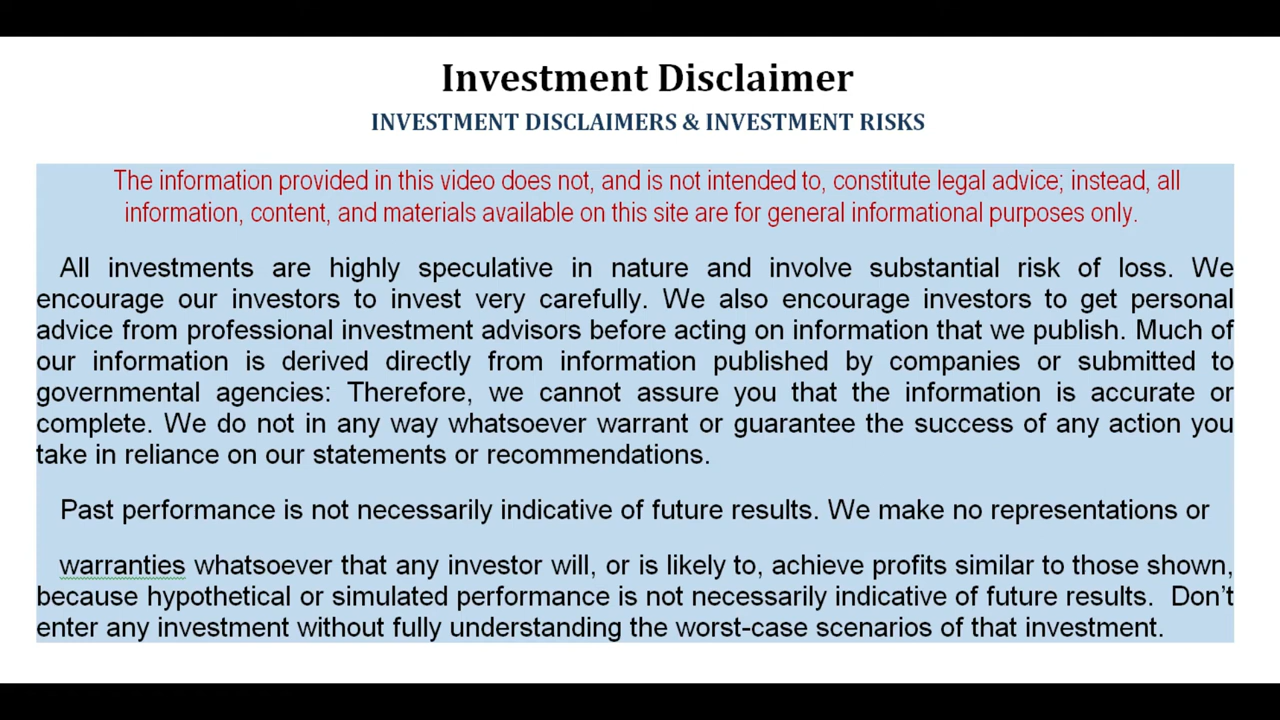 Investment Disclaimer
INVESTMENT DISCLAIMERS & INVESTMENT RISKS
The information provided in this video does not, and is not intended to, constitute legal advice; instead, all
information, content, and materials available on this site are for general informational purposes only.
All investments are highly speculative in nature and involve substantial risk of loss. We
encourage our investors to invest very carefully. We also encourage investors to get personal
advice from professional investment advisors before acting on information that we publish. Much of
our information is derived directly from information published by companies or submitted to
governmental agencies: Therefore, we cannot assure you that the information is accurate or
complete. We do not in any way whatsoever warrant or guarantee the success of any action you
take in reliance on our statements or recommendations.
Past performance is not necessarily indicative of future results. We make no representations or
warranties whatsoever that any investor will, or is likely to, achieve profits similar to those shown,
because hypothetical or simulated performance is not necessarily indicative of future results.  Don’t
enter any investment without fully understanding the worst-case scenarios of that investment.